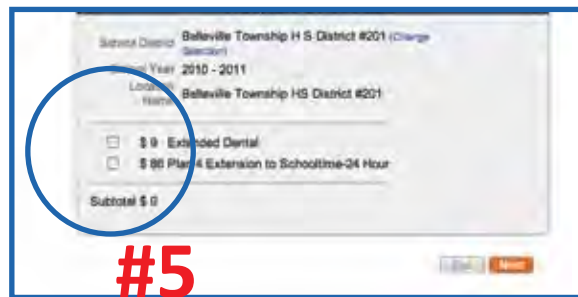 School District Belleville Township H S District #201 (Change Selection)
School Year 2010 - 2011
Location Name Belleville Township HS District #201
$ 9 Extended Dental
$ 86 Plan 4 Extension to Schooltime-24 Hour
Subtotal $ 0
Next
#5